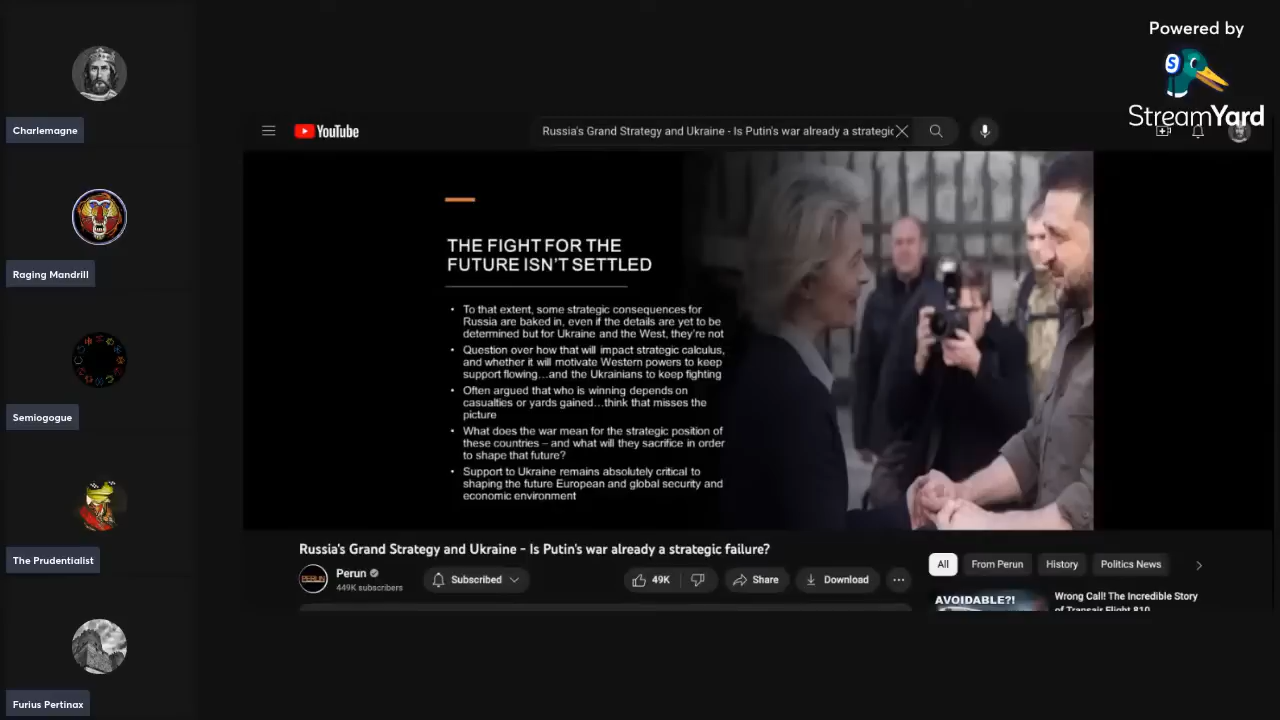 Powered by
StreamYard
Charlemagne
Raging Mandrill
Semiogogue
The Prudentialist
Furius Pertinax
YouTube
Russia's Grand Strategy and Ukraine - Is Putin's war already a strategic
THE FIGHT FOR THE
FUTURE ISN'T SETTLED
• To that extent, some strategic consequences for
Russia are baked in, even if the details are yet to be
determined but for Ukraine and the West, they're not
• Question over how that will impact strategic calculus,
and whether it will motivate Western powers to keep
support flowing…and the Ukrainians to keep fighting
• Often argued that who is winning depends on
casualties or yards gained…think that misses the
picture
• What does the war mean for the strategic position of
these countries – and what will they sacrifice in order
to shape that future?
• Support to Ukraine remains absolutely critical to
shaping the future European and global security and
economic environment
Russia's Grand Strategy and Ukraine - Is Putin's war already a strategic failure?
PERUN
Perun
449K subscribers
Subscribed
49K
Share
Download
All
From Perun
History
Politics News
AVOIDABLE?!
Wrong Call! The Incredible Story
of Transair Flight 810